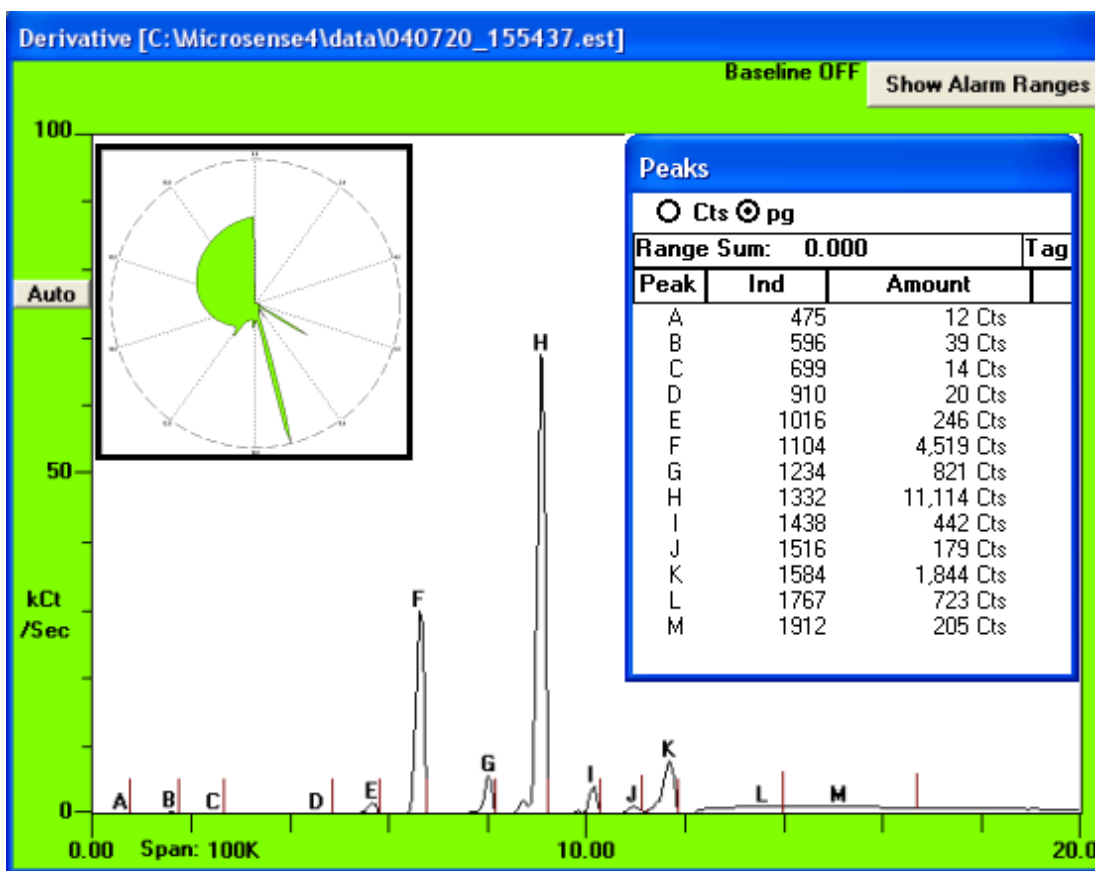 Derivative [C:\Microsense4\data\040720_155437.est]
Baseline OFF
Show Alarm Ranges
100
Peaks
Cts pg
Range Sum: 0.000 Tag
Peak Ind Amount
A 475 12 Cts
B 596 39 Cts
C 699 14 Cts
D 910 20 Cts
E 1016 246 Cts
F 1104 4,519 Cts
G 1234 821 Cts
H 1332 11,114 Cts
I 1438 442 Cts
J 1516 179 Cts
K 1584 1,844 Cts
L 1767 723 Cts
M 1912 205 Cts
Auto
H
50
kCt
/Sec
F
K
G
I
A B C D E J L M
0
0.00 Span: 100K 10.00 20.0